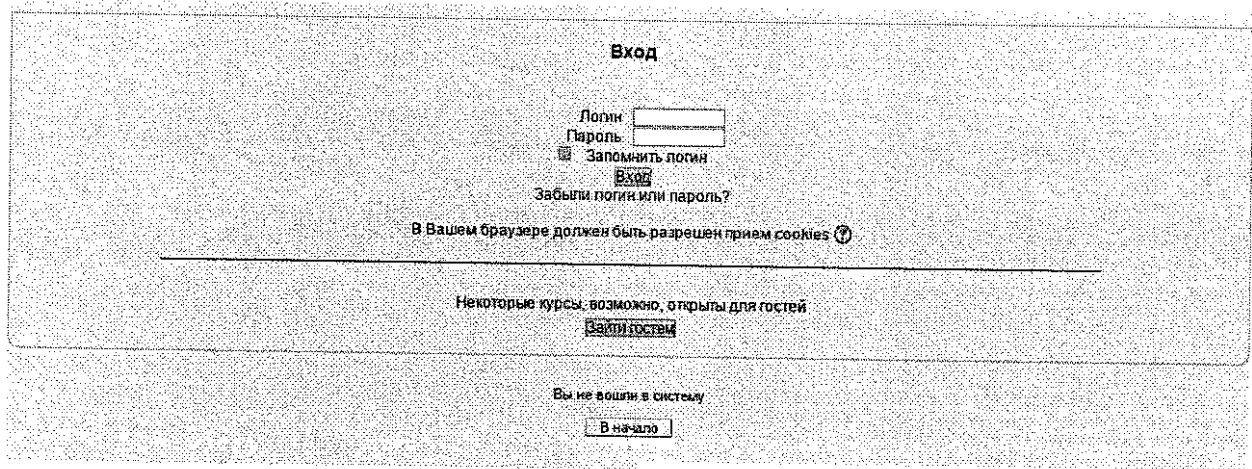 Вход
Логин
Пароль
Запомнить логин
Вход
Забыли логин или пароль?
В Вашем браузере должен быть разрешен прием cookies ?
Некоторые курсы, возможно, открыты для гостей
Зайти гостем
Вы не вошли в систему
В начало